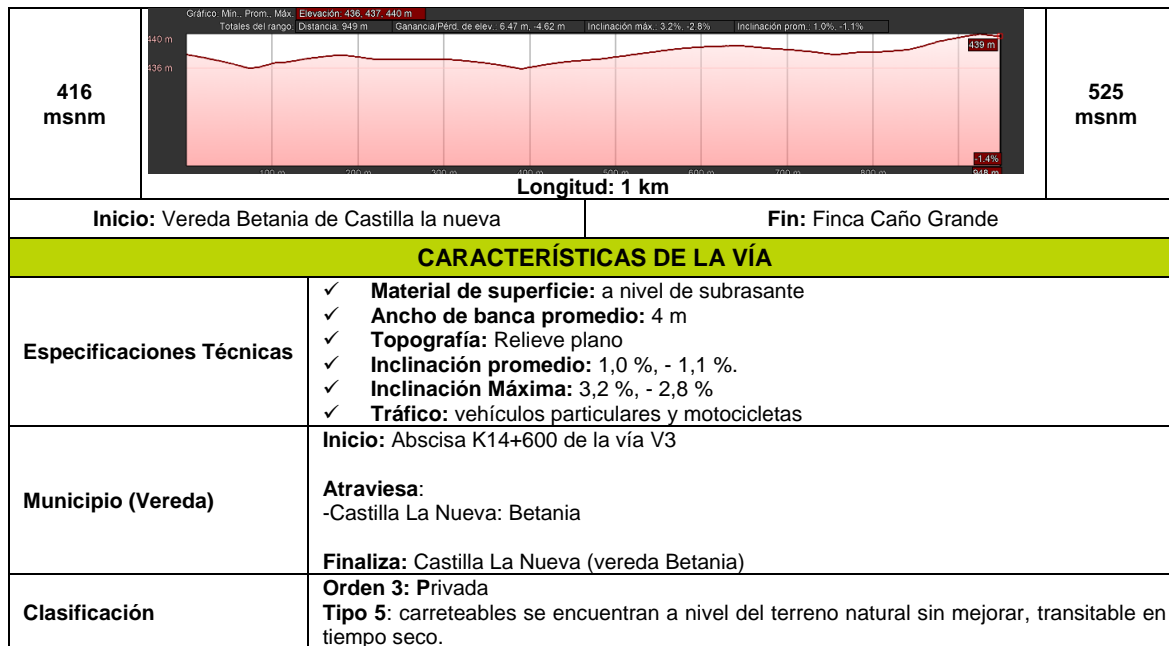 Gráfico: Mín., Prom., Máx. Elevación: 436, 437, 440 m
Totales del rango: Distancia: 949 m Ganancia/Pérd. de elev.: 6.47 m, -4.62 m Inclinación máx.: 3.2%, -2.8% Inclinación prom.: 1.0%, -1.1%
440 m
439 m
436 m
416
msnm
525
msnm
-1.4%
100 m 200 m 300 m 400 m 500 m 600 m 700 m 800 m 948 m
Longitud: 1 km
Inicio: Vereda Betania de Castilla la nueva
Fin: Finca Caño Grande
CARACTERÍSTICAS DE LA VÍA
Especificaciones Técnicas
✓ Material de superficie: a nivel de subrasante
✓ Ancho de banca promedio: 4 m
✓ Topografía: Relieve plano
✓ Inclinación promedio: 1,0 %, - 1,1 %.
✓ Inclinación Máxima: 3,2 %, - 2,8 %
✓ Tráfico: vehículos particulares y motocicletas
Municipio (Vereda)
Inicio: Abscisa K14+600 de la vía V3
Atraviesa:
-Castilla La Nueva: Betania
Finaliza: Castilla La Nueva (vereda Betania)
Clasificación
Orden 3: Privada
Tipo 5: carreteables se encuentran a nivel del terreno natural sin mejorar, transitable en
tiempo seco.